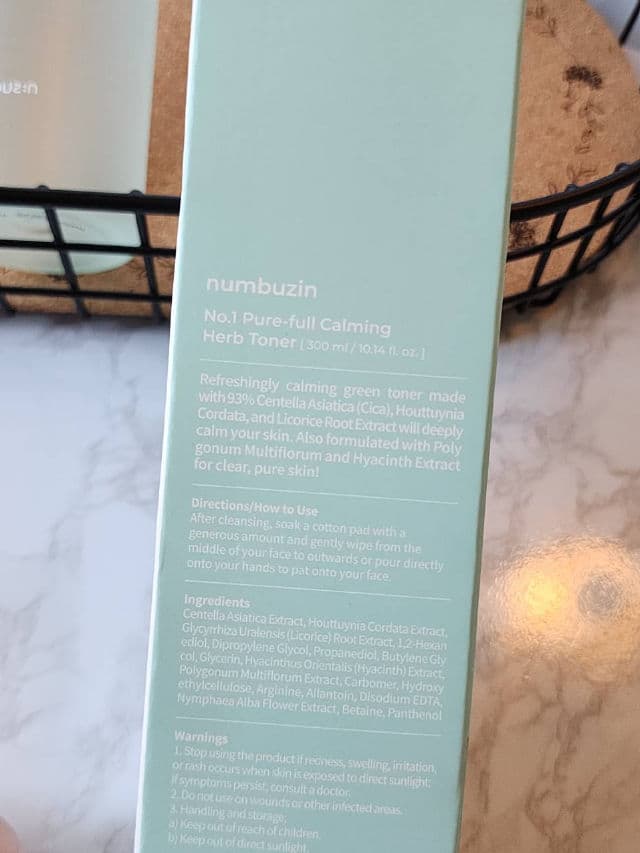 numbuzin
No.1 Pure-full Calming
Herb Toner [ 300 ml / 10.14 fl. oz. ]
Refreshingly calming green toner made
with 93% Centella Asiatica (Cica), Houttuynia
Cordata, and Licorice Root Extract will deeply
calm your skin. Also formulated with Poly
gonum Multiflorum and Hyacinth Extract
for clear, pure skin!
Directions/How to Use
After cleansing, soak a cotton pad with a
generous amount and gently wipe from the
middle of your face to outwards or pour directly
onto your hands to pat onto your face.
Ingredients
Centella Asiatica Extract, Houttuynia Cordata Extract,
Glycyrrhiza Uralensis (Licorice) Root Extract, 1,2-Hexan
ediol, Dipropylene Glycol, Propanediol, Butylene Gly
col, Glycerin, Hyacinthus Orientalis (Hyacinth) Extract,
Polygonum Multiflorum Extract, Carbomer, Hydroxy
ethylcellulose, Arginine, Allantoin, Disodium EDTA,
Nymphaea Alba Flower Extract, Betaine, Panthenol
Warnings
1. Stop using the product if redness, swelling, irritation,
or rash occurs when skin is exposed to direct sunlight;
if symptoms persist, consult a doctor.
2. Do not use on wounds or other infected areas.
3. Handling and storage;
a) Keep out of reach of children.
b) Keep out of direct sunlight.